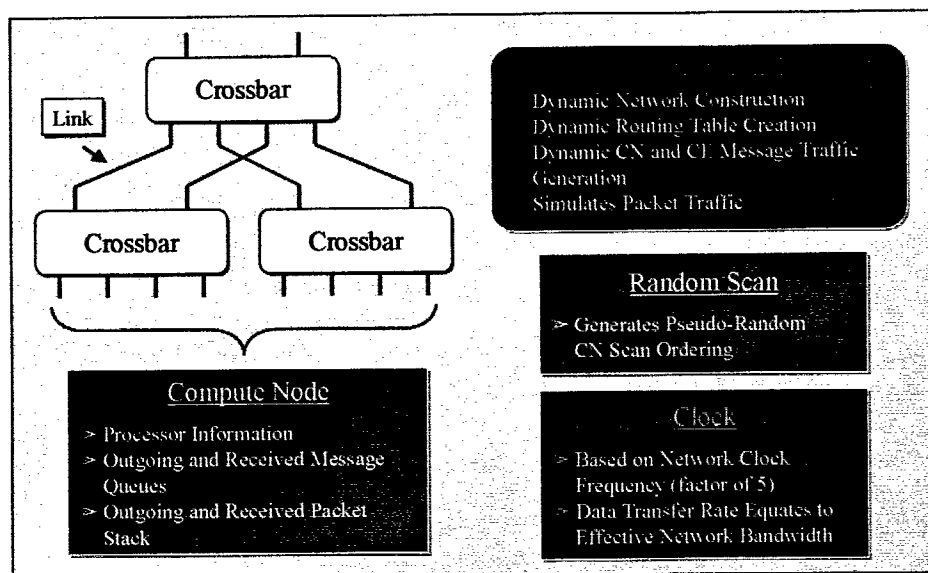 Crossbar
Link
Crossbar
Crossbar
Compute Node
> Processor Information
> Outgoing and Received Message
Queues
> Outgoing and Received Packet
Stack
Dynamic Network Construction
Dynamic Routing Table Creation
Dynamic CN and CE Message Traffic
Generation
Simulates Packet Traffic
Random Scan
> Generates Pseudo-Random
CN Scan Ordering
Clock
> Based on Network Clock
Frequency (factor of 5)
> Data Transfer Rate Equates to
Effective Network Bandwidth